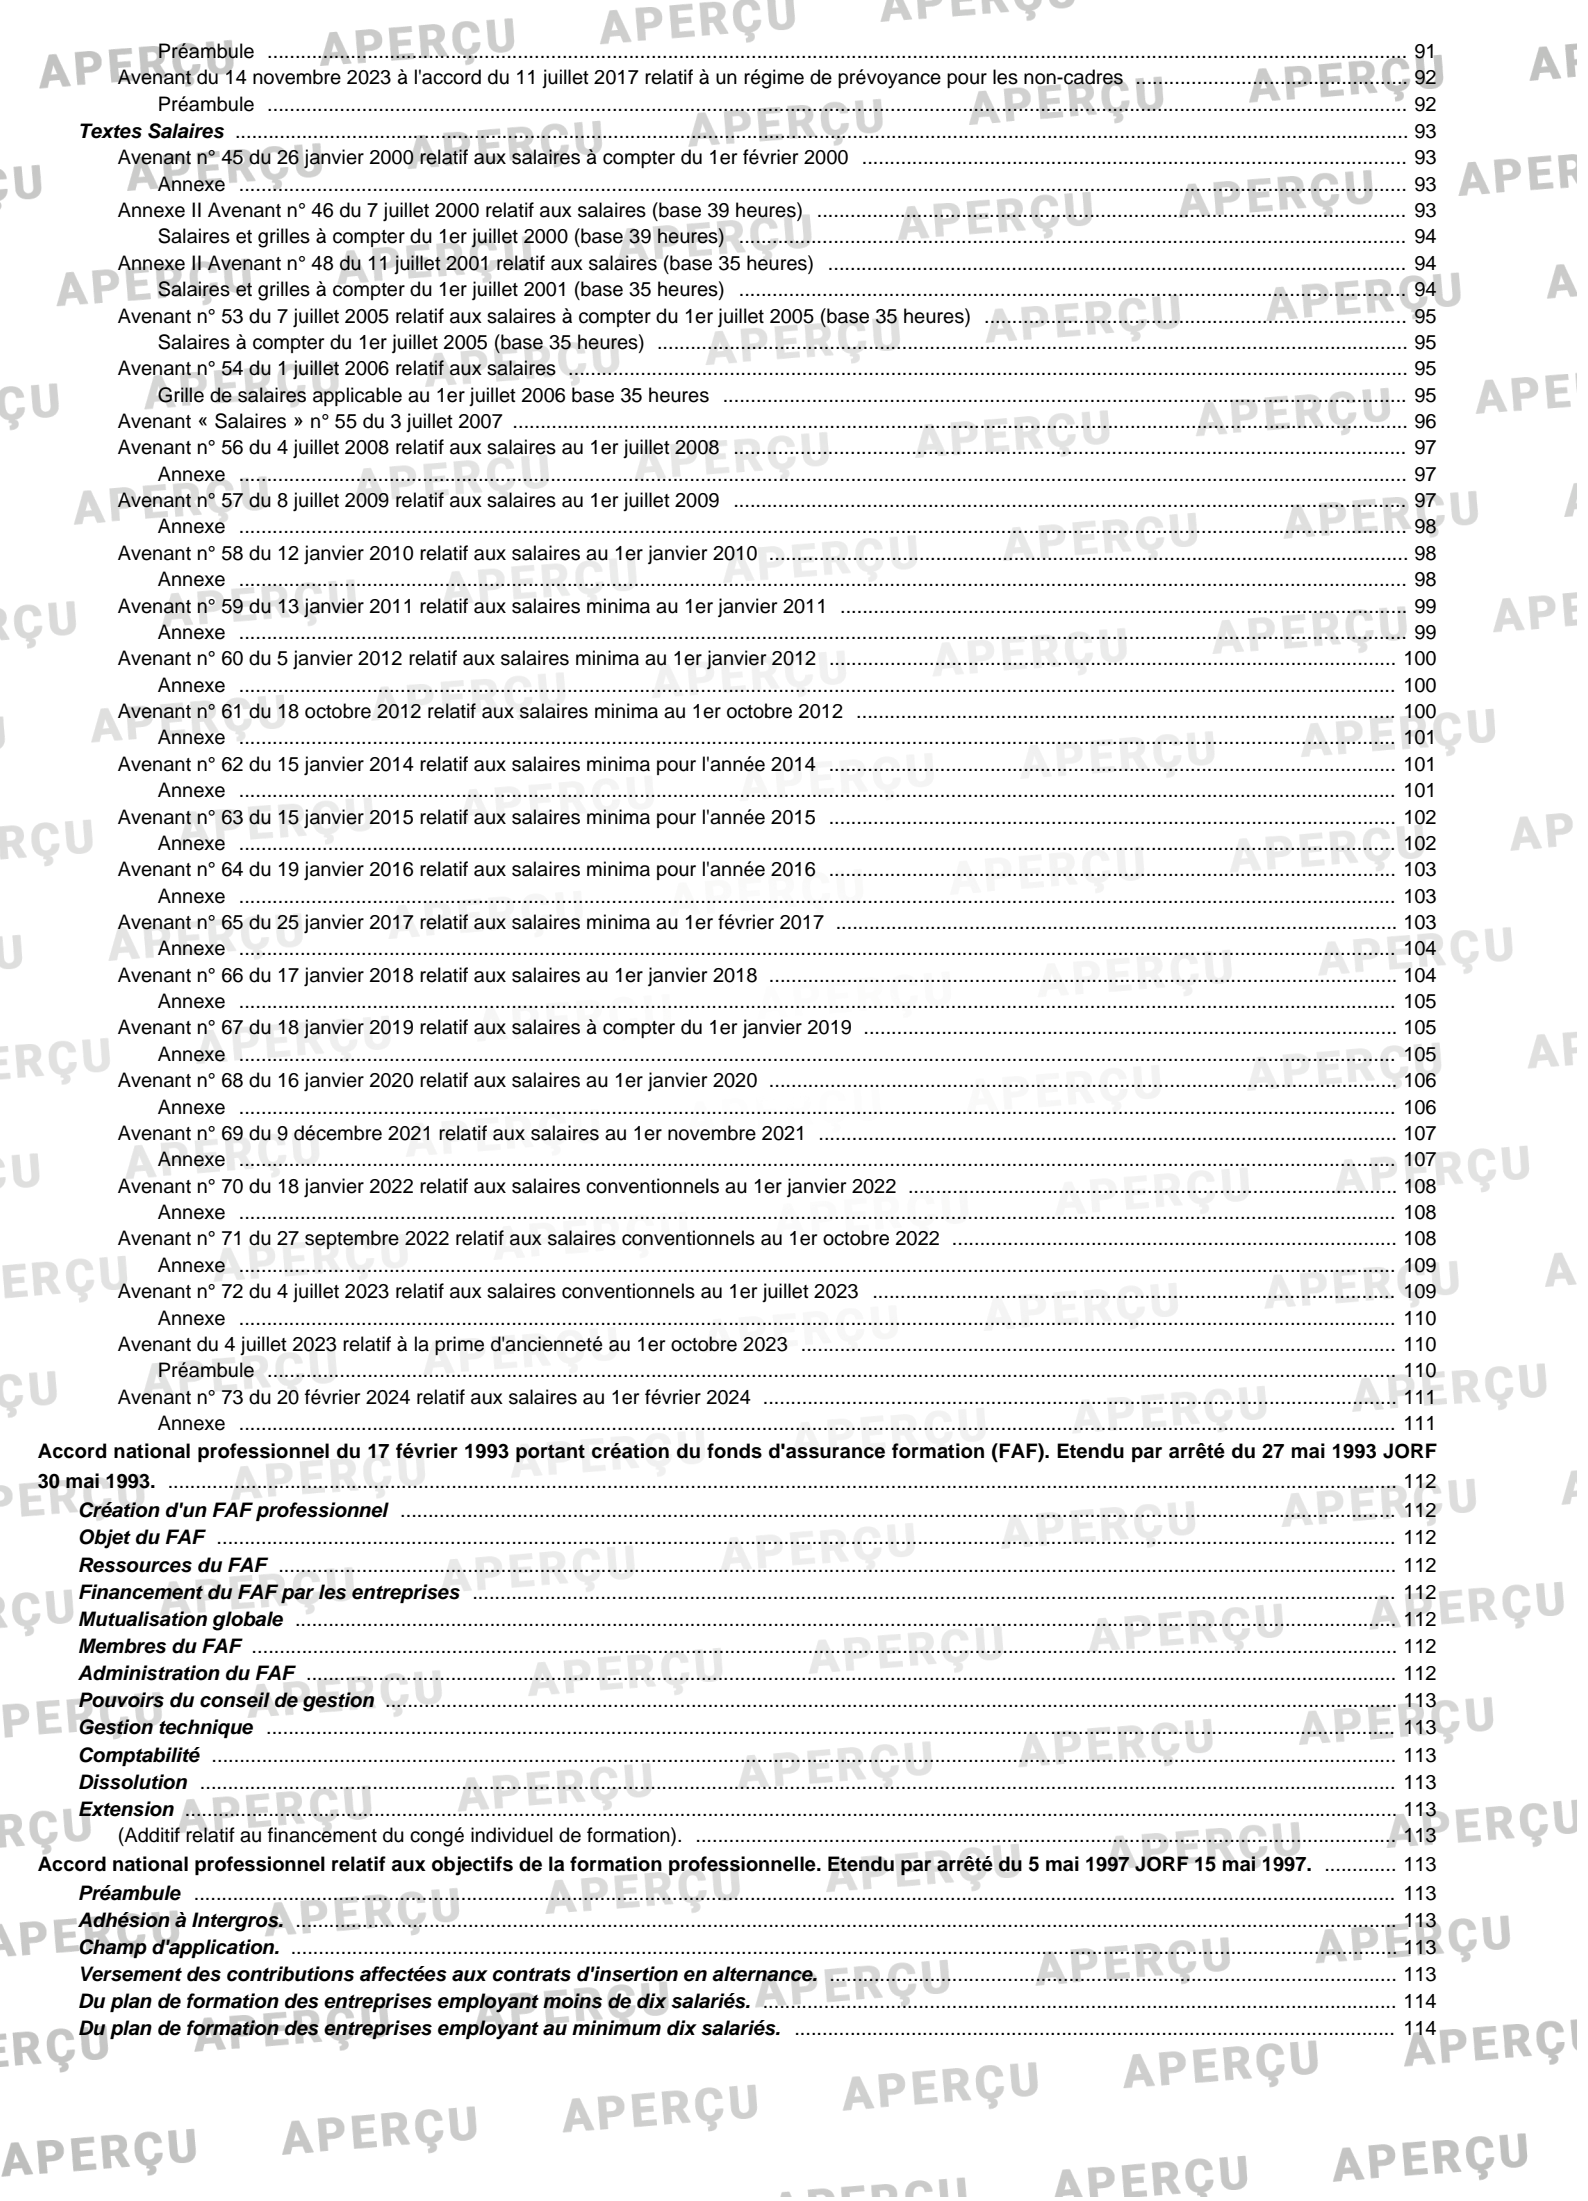 Préambule ........ 91
Avenant du 14 novembre 2023 à l'accord du 11 juillet 2017 relatif à un régime de prévoyance pour les non-cadres ........ 92
Préambule ........ 92
Textes Salaires ........ 93
Avenant n° 45 du 26 janvier 2000 relatif aux salaires à compter du 1er février 2000 ........ 93
Annexe ........ 93
Annexe II Avenant n° 46 du 7 juillet 2000 relatif aux salaires (base 39 heures) ........ 93
Salaires et grilles à compter du 1er juillet 2000 (base 39 heures) ........ 94
Annexe II Avenant n° 48 du 11 juillet 2001 relatif aux salaires (base 35 heures) ........ 94
Salaires et grilles à compter du 1er juillet 2001 (base 35 heures) ........ 94
Avenant n° 53 du 7 juillet 2005 relatif aux salaires à compter du 1er juillet 2005 (base 35 heures) ........ 95
Salaires à compter du 1er juillet 2005 (base 35 heures) ........ 95
Avenant n° 54 du 1 juillet 2006 relatif aux salaires ........ 95
Grille de salaires applicable au 1er juillet 2006 base 35 heures ........ 95
Avenant « Salaires » n° 55 du 3 juillet 2007 ........ 96
Avenant n° 56 du 4 juillet 2008 relatif aux salaires au 1er juillet 2008 ........ 97
Annexe ........ 97
Avenant n° 57 du 8 juillet 2009 relatif aux salaires au 1er juillet 2009 ........ 97
Annexe ........ 98
Avenant n° 58 du 12 janvier 2010 relatif aux salaires au 1er janvier 2010 ........ 98
Annexe ........ 98
Avenant n° 59 du 13 janvier 2011 relatif aux salaires minima au 1er janvier 2011 ........ 99
Annexe ........ 99
Avenant n° 60 du 5 janvier 2012 relatif aux salaires minima au 1er janvier 2012 ........ 100
Annexe ........ 100
Avenant n° 61 du 18 octobre 2012 relatif aux salaires minima au 1er octobre 2012 ........ 100
Annexe ........ 101
Avenant n° 62 du 15 janvier 2014 relatif aux salaires minima pour l'année 2014 ........ 101
Annexe ........ 101
Avenant n° 63 du 15 janvier 2015 relatif aux salaires minima pour l'année 2015 ........ 102
Annexe ........ 102
Avenant n° 64 du 19 janvier 2016 relatif aux salaires minima pour l'année 2016 ........ 103
Annexe ........ 103
Avenant n° 65 du 25 janvier 2017 relatif aux salaires minima au 1er février 2017 ........ 103
Annexe ........ 104
Avenant n° 66 du 17 janvier 2018 relatif aux salaires au 1er janvier 2018 ........ 104
Annexe ........ 105
Avenant n° 67 du 18 janvier 2019 relatif aux salaires à compter du 1er janvier 2019 ........ 105
Annexe ........ 105
Avenant n° 68 du 16 janvier 2020 relatif aux salaires au 1er janvier 2020 ........ 106
Annexe ........ 106
Avenant n° 69 du 9 décembre 2021 relatif aux salaires au 1er novembre 2021 ........ 107
Annexe ........ 107
Avenant n° 70 du 18 janvier 2022 relatif aux salaires conventionnels au 1er janvier 2022 ........ 108
Annexe ........ 108
Avenant n° 71 du 27 septembre 2022 relatif aux salaires conventionnels au 1er octobre 2022 ........ 108
Annexe ........ 109
Avenant n° 72 du 4 juillet 2023 relatif aux salaires conventionnels au 1er juillet 2023 ........ 109
Annexe ........ 110
Avenant du 4 juillet 2023 relatif à la prime d'ancienneté au 1er octobre 2023 ........ 110
Préambule ........ 110
Avenant n° 73 du 20 février 2024 relatif aux salaires au 1er février 2024 ........ 111
Annexe ........ 111
Accord national professionnel du 17 février 1993 portant création du fonds d'assurance formation (FAF). Etendu par arrêté du 27 mai 1993 JORF
30 mai 1993. ........ 112
Création d'un FAF professionnel ........ 112
Objet du FAF ........ 112
Ressources du FAF ........ 112
Financement du FAF par les entreprises ........ 112
Mutualisation globale ........ 112
Membres du FAF ........ 112
Administration du FAF ........ 112
Pouvoirs du conseil de gestion ........ 113
Gestion technique ........ 113
Comptabilité ........ 113
Dissolution ........ 113
Extension ........ 113
(Additif relatif au financement du congé individuel de formation). ........ 113
Accord national professionnel relatif aux objectifs de la formation professionnelle. Etendu par arrêté du 5 mai 1997 JORF 15 mai 1997. ........ 113
Préambule ........ 113
Adhésion à Intergros. ........ 113
Champ d'application. ........ 113
Versement des contributions affectées aux contrats d'insertion en alternance. ........ 113
Du plan de formation des entreprises employant moins de dix salariés. ........ 114
Du plan de formation des entreprises employant au minimum dix salariés. ........ 114
APERÇU